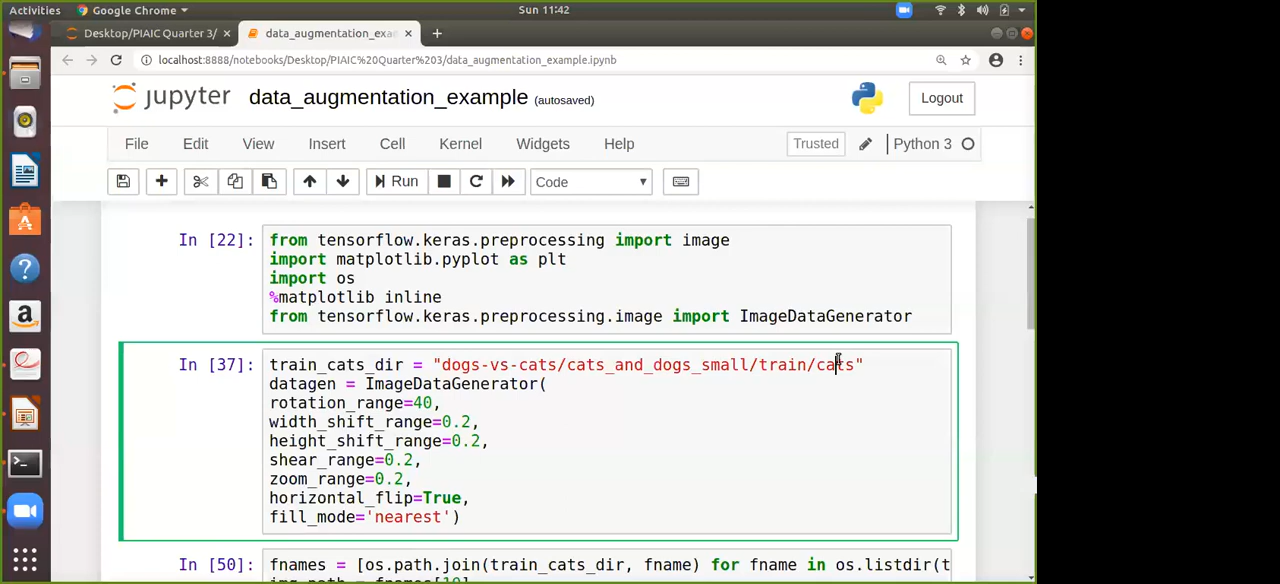 Activities Google Chrome Sun 11:42
Desktop/PIAIC Quarter 3/ data_augmentation_exa
localhost:8888/notebooks/Desktop/PIAIC%20Quarter%203/data_augmentation_example.ipynb
jupyter data_augmentation_example (autosaved) Logout
File Edit View Insert Cell Kernel Widgets Help Trusted Python 3
Run Code
In [22]: from tensorflow.keras.preprocessing import image
import matplotlib.pyplot as plt
import os
%matplotlib inline
from tensorflow.keras.preprocessing.image import ImageDataGenerator
In [37]: train_cats_dir = "dogs-vs-cats/cats_and_dogs_small/train/cats"
datagen = ImageDataGenerator(
rotation_range=40,
width_shift_range=0.2,
height_shift_range=0.2,
shear_range=0.2,
zoom_range=0.2,
horizontal_flip=True,
fill_mode='nearest')
In [50]: fnames = [os.path.join(train_cats_dir, fname) for fname in os.listdir(t
img_path = fnames[10]